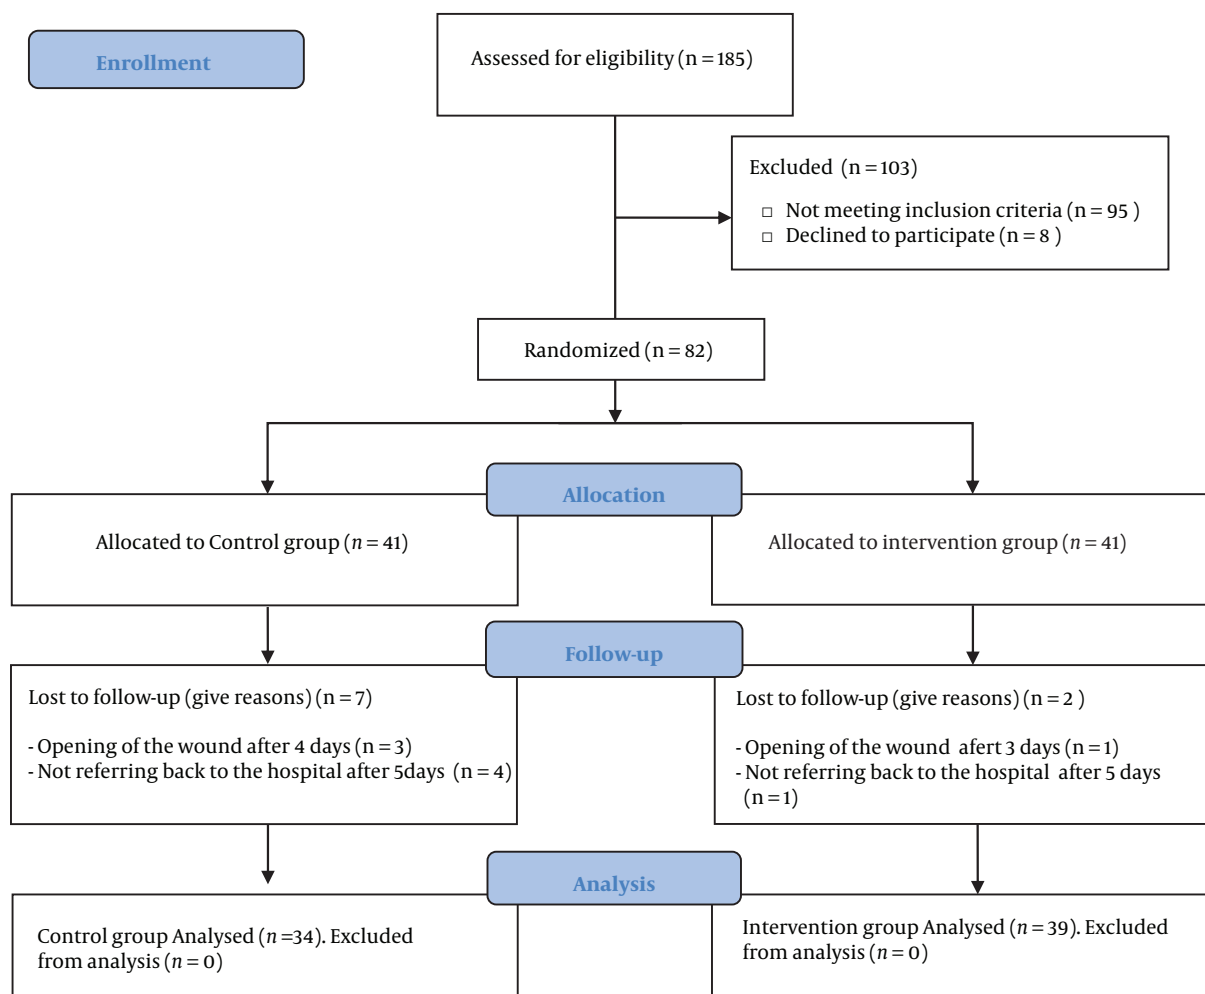 Enrollment
Assessed for eligibility (n = 185)
Excluded (n = 103)
□ Not meeting inclusion criteria (n = 95 )
□ Declined to participate (n = 8 )
Randomized (n = 82)
Allocation
Allocated to Control group (n = 41)
Allocated to intervention group (n = 41)
Follow-up
Lost to follow-up (give reasons) (n = 7)
- Opening of the wound after 4 days (n = 3)
- Not referring back to the hospital after 5days (n = 4)
Lost to follow-up (give reasons) (n = 2 )
- Opening of the wound afert 3 days (n = 1)
- Not referring back to the hospital after 5 days
(n = 1)
Analysis
Control group Analysed (n =34). Excluded
from analysis (n = 0)
Intervention group Analysed (n = 39). Excluded
from analysis (n = 0)